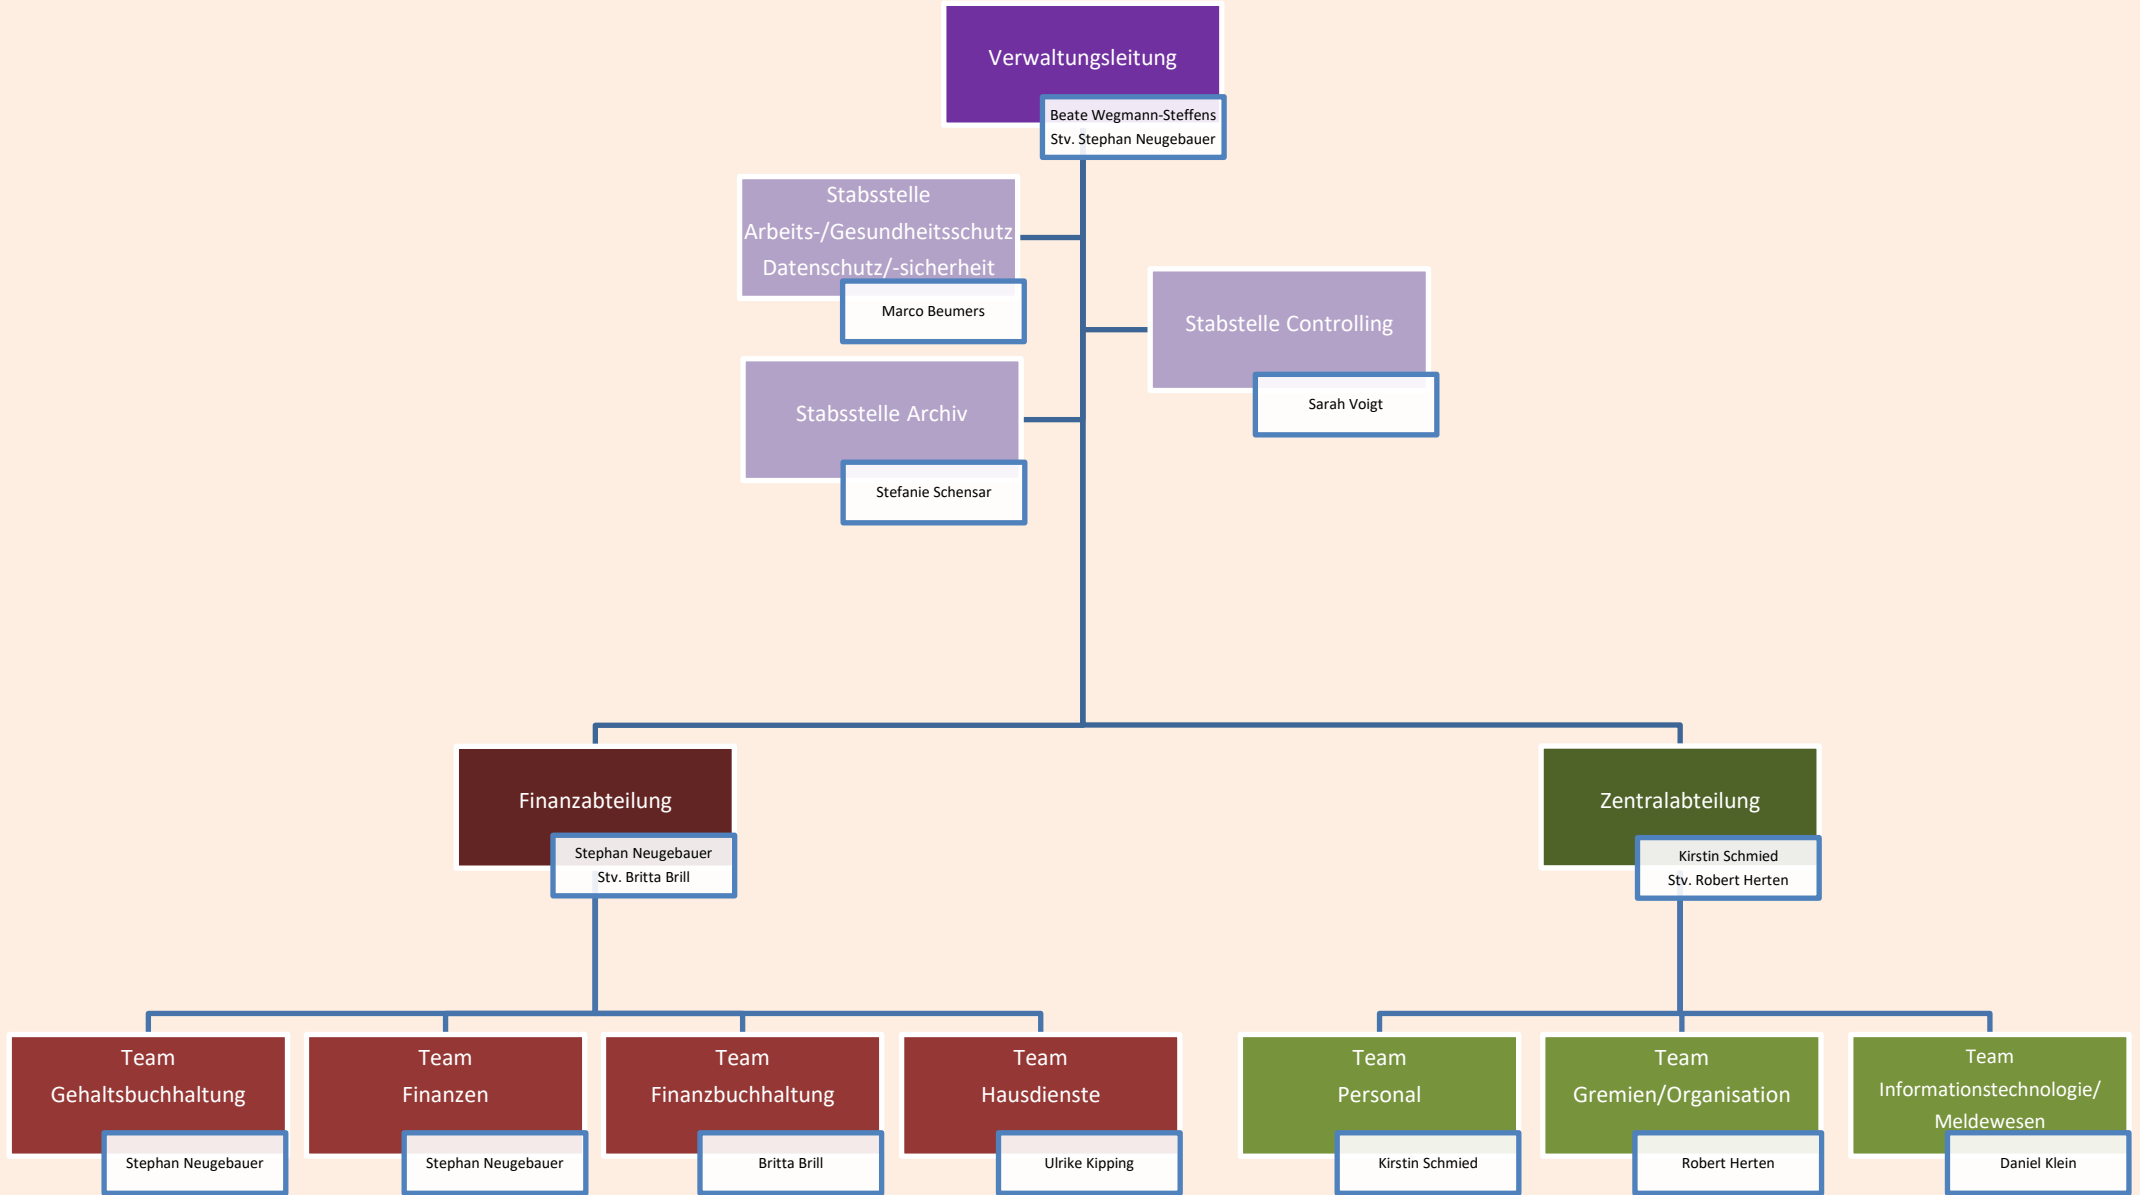 Verwaltungsleitung
Beate Wegmann-Steffens
Stv. Stephan Neugebauer
Stabsstelle
Arbeits-/Gesundheitsschutz
Datenschutz/-sicherheit
Marco Beumers
Stabstelle Controlling
Sarah Voigt
Stabsstelle Archiv
Stefanie Schensar
Finanzabteilung
Stephan Neugebauer
Stv. Britta Brill
Zentralabteilung
Kirstin Schmied
Stv. Robert Herten
Team
Gehaltsbuchhaltung
Stephan Neugebauer
Team
Finanzen
Stephan Neugebauer
Team
Finanzbuchhaltung
Britta Brill
Team
Hausdienste
Ulrike Kipping
Team
Personal
Kirstin Schmied
Team
Gremien/Organisation
Robert Herten
Team
Informationstechnologie/
Meldewesen
Daniel Klein